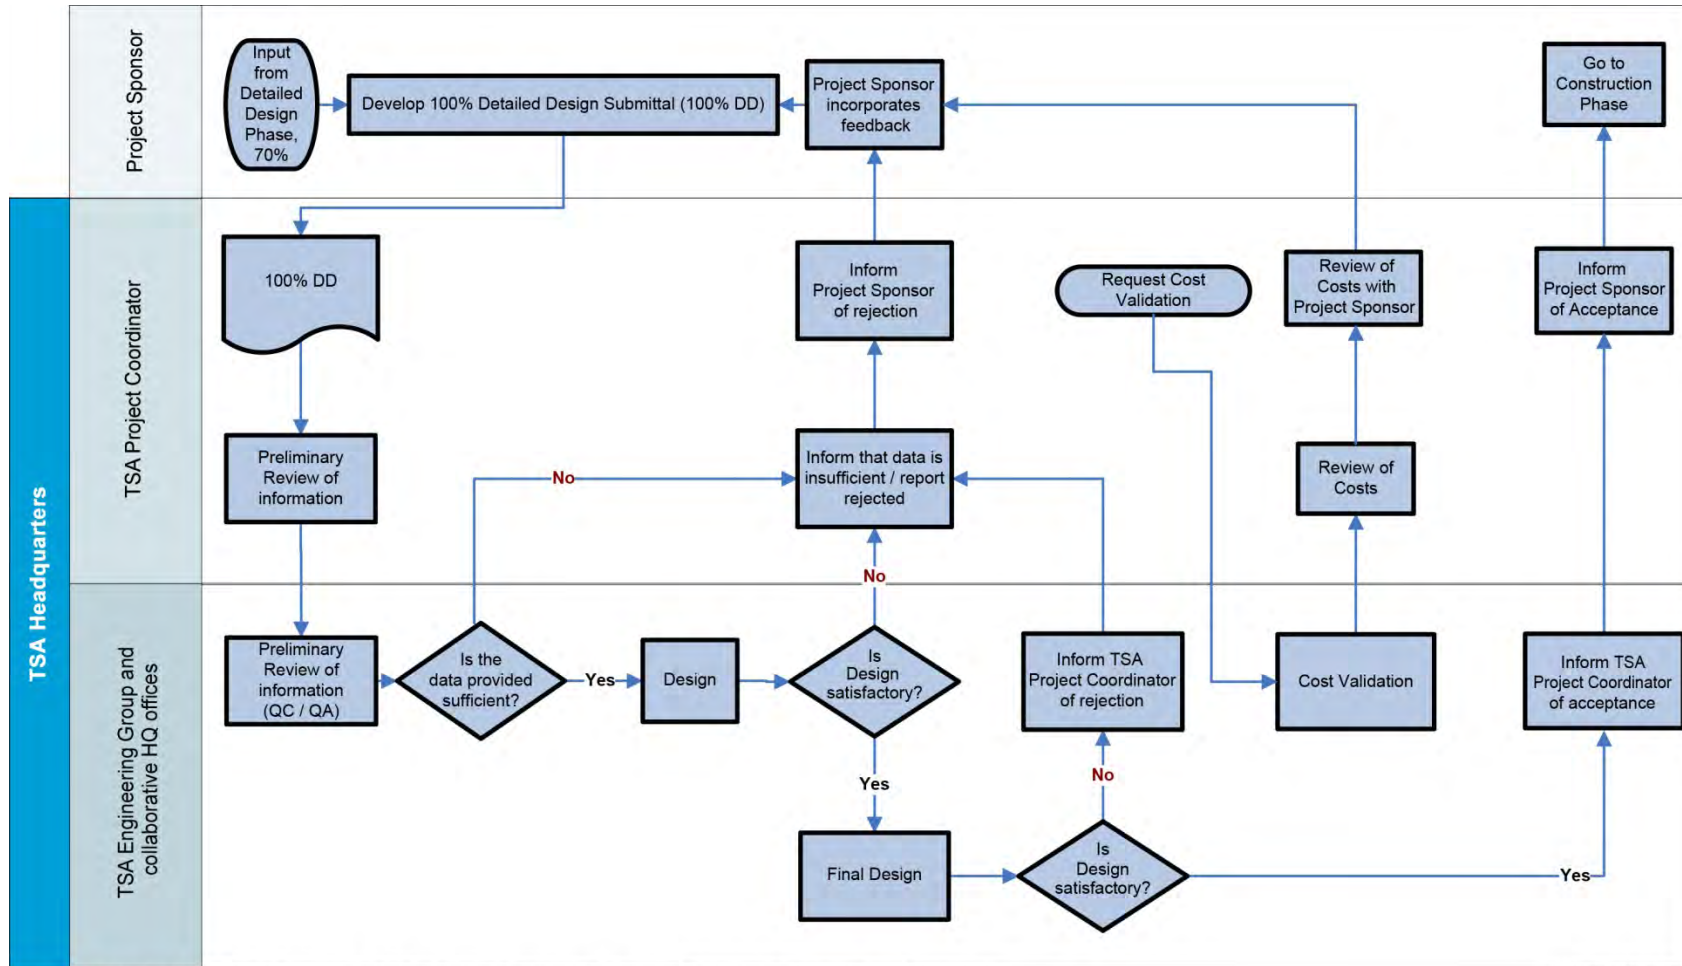 TSA Headquarters
Project Sponsor
Input
from
Detailed
Design
Phase,
70%
Develop 100% Detailed Design Submittal (100% DD)
Project Sponsor
incorporates
feedback
Go to
Construction
Phase
TSA Project Coordinator
100% DD
Inform
Project Sponsor
of rejection
Request Cost
Validation
Review of
Costs with
Project Sponsor
Inform
Project Sponsor
of Acceptance
Preliminary
Review of
information
No
Inform that data is
insufficient / report
rejected
Review of
Costs
No
TSA Engineering Group and
collaborative HQ offices
Preliminary
Review of
information
(QC / QA)
Is the
data provided
sufficient?
Yes
Design
Is
Design
satisfactory?
Inform TSA
Project Coordinator
of rejection
Cost Validation
Inform TSA
Project Coordinator
of acceptance
Yes
No
Final Design
Is
Design
satisfactory?
Yes